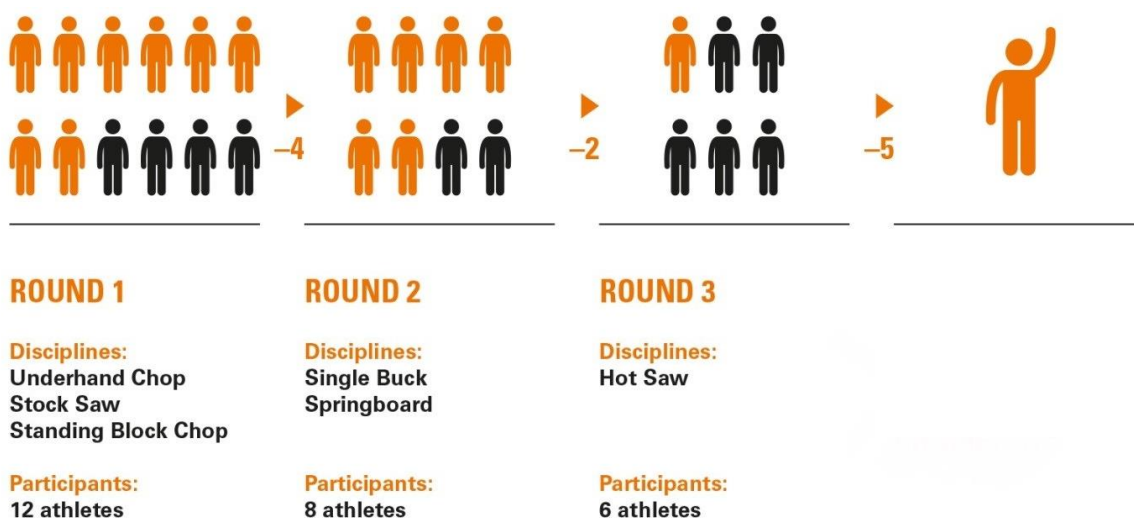 –4
–2
–5
ROUND 1
Disciplines:
Underhand Chop
Stock Saw
Standing Block Chop
Participants:
12 athletes
ROUND 2
Disciplines:
Single Buck
Springboard
Participants:
8 athletes
ROUND 3
Disciplines:
Hot Saw
Participants:
6 athletes